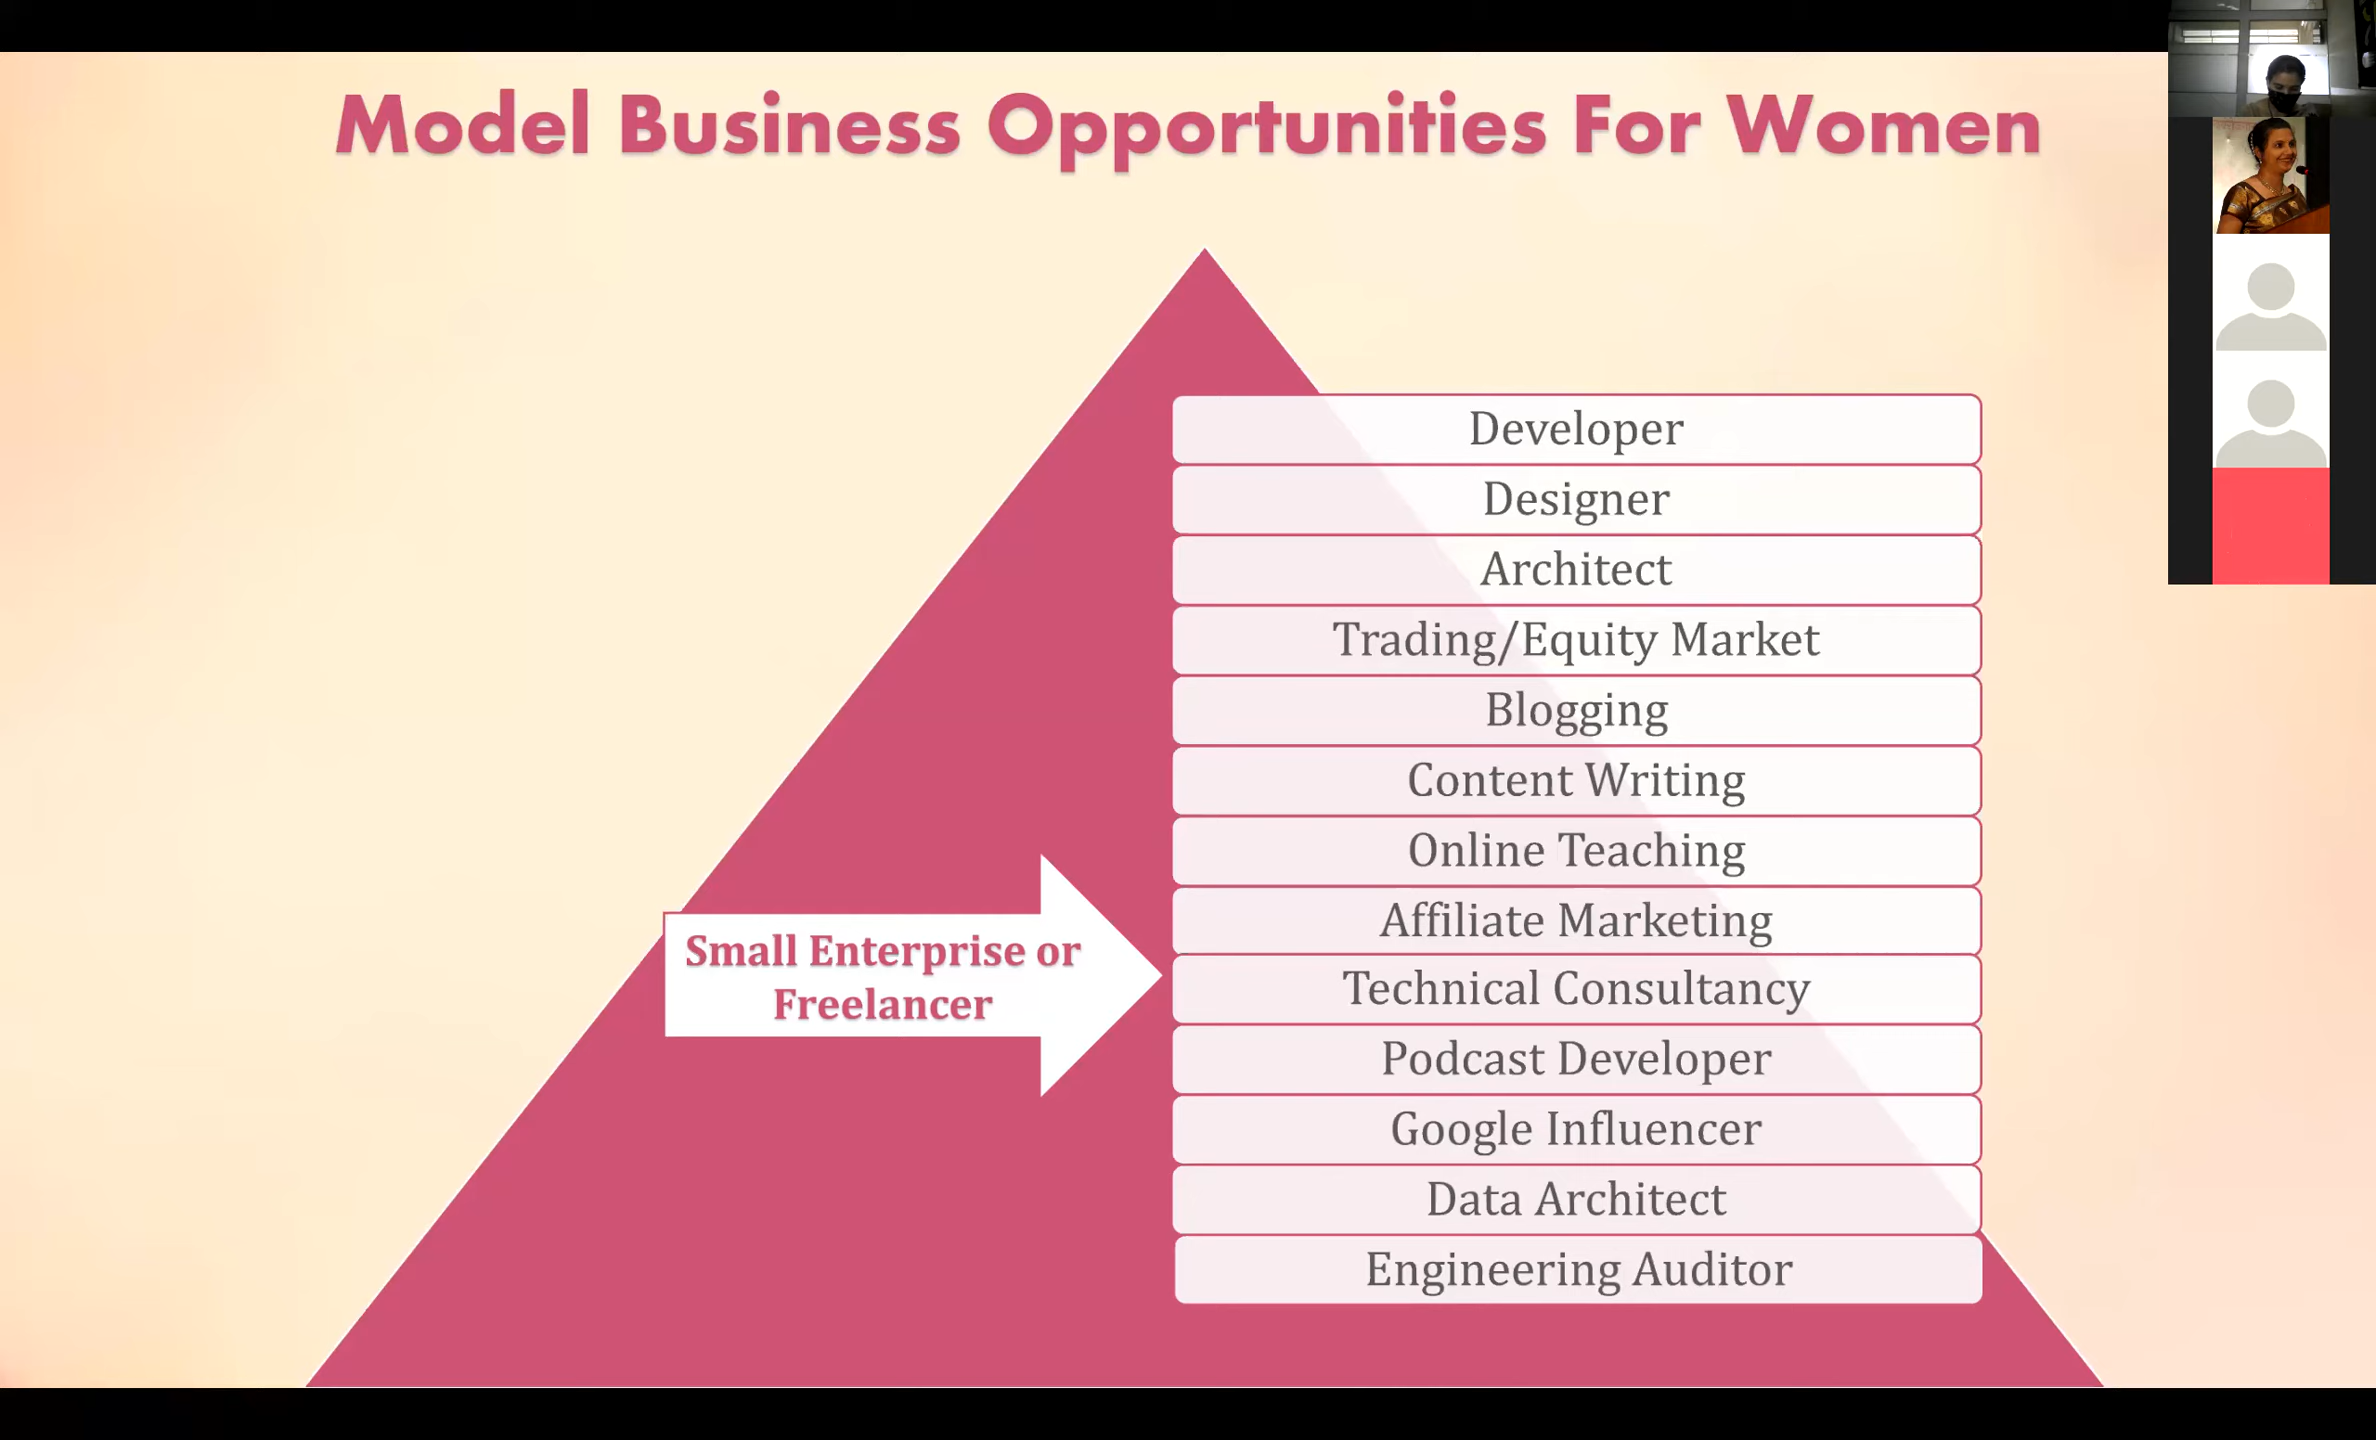 Model Business Opportunities For Women
Developer
Designer
Architect
Trading/Equity Market
Blogging
Content Writing
Online Teaching
Affiliate Marketing
Small Enterprise or
Freelancer
Technical Consultancy
Podcast Developer
Google Influencer
Data Architect
Engineering Auditor